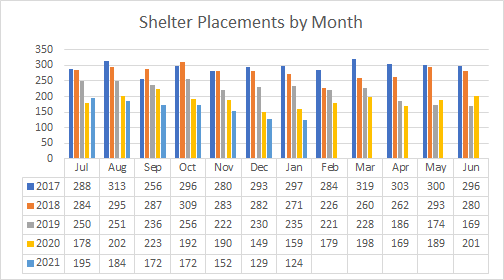 Shelter Placements by Month
350
300
250
200
150
100
50
0
Jul Aug Sep Oct Nov Dec Jan Feb Mar Apr May Jun
2017 288 313 256 296 280 293 297 284 319 303 300 296
2018 284 295 287 309 283 282 271 226 260 262 293 280
2019 250 251 236 256 222 230 235 221 228 186 174 169
2020 178 202 223 192 190 149 159 179 198 169 189 201
2021 195 184 172 172 152 129 124